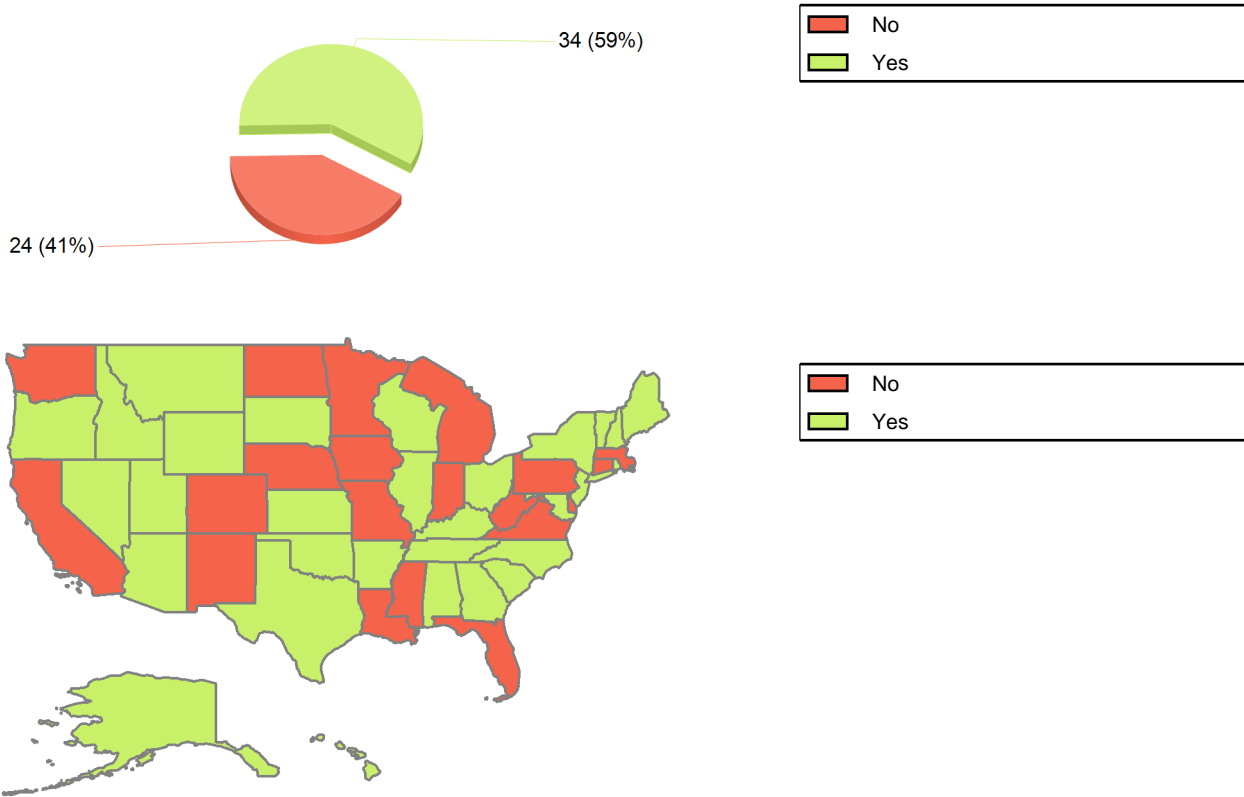 34 (59%)
24 (41%)
No
Yes
No
Yes